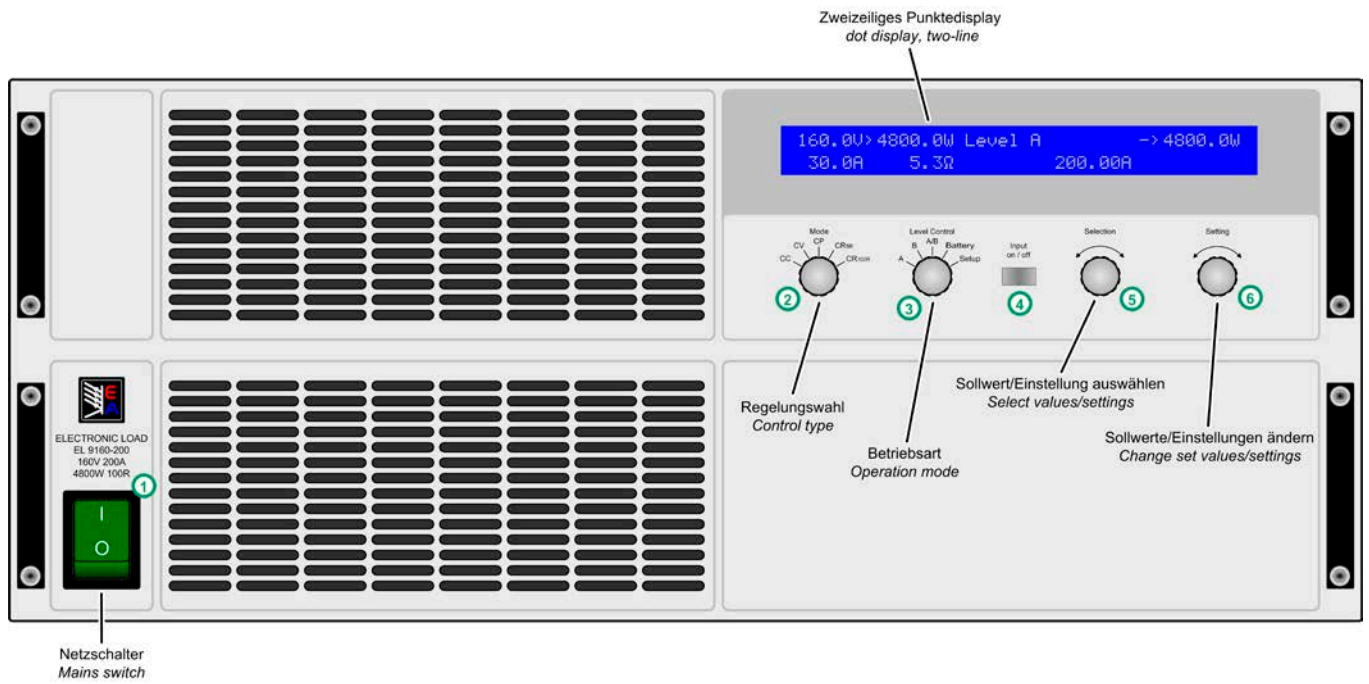 Zweizeiliges Punktedisplay
dot display, two-line
160.0V>4800.0W Level A ->4800.0W
30.0A 5.3Ω 200.00A
Mode
CC CV CP CR5R CR100R
Level Control
A B A/B Battery Setup
Input
on / off
Selection
Setting
2
3
4
5
6
Regelungswahl
Control type
Betriebsart
Operation mode
Sollwert/Einstellung auswählen
Select values/settings
Sollwerte/Einstellungen ändern
Change set values/settings
EA
ELECTRONIC LOAD
EL 9160-200
160V 200A
4800W 100R
1
I
O
Netzschalter
Mains switch